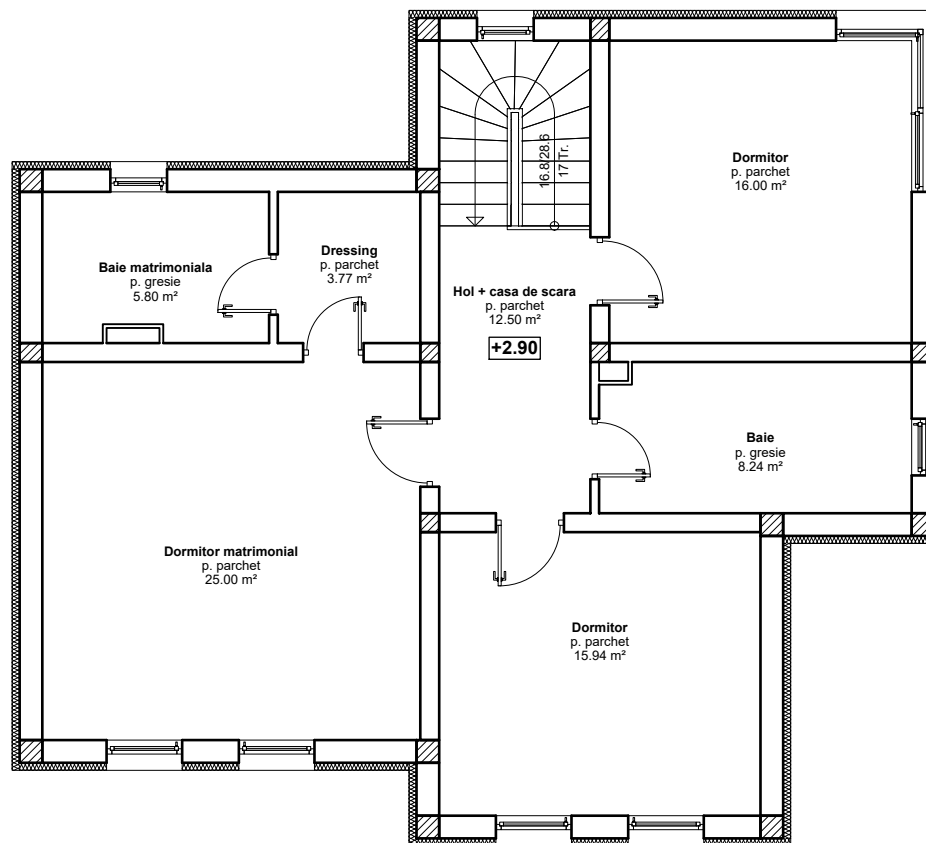 16.8/28.6
17 Tr.
Dormitor
p. parchet
16.00 m²
Baie matrimoniala
p. gresie
5.80 m²
Dressing
p. parchet
3.77 m²
Hol + casa de scara
p. parchet
12.50 m²
+2.90
Baie
p. gresie
8.24 m²
Dormitor matrimonial
p. parchet
25.00 m²
Dormitor
p. parchet
15.94 m²